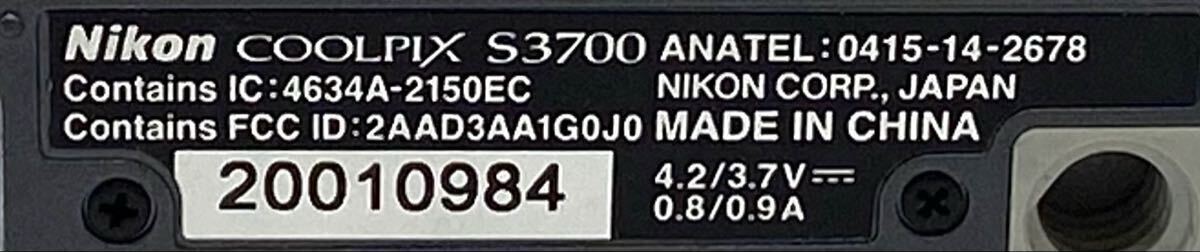 Nikon COOLPIX S3700 ANATEL:0415-14-2678
Contains IC:4634A-2150EC NIKON CORP., JAPAN
Contains FCC ID:2AAD3AA1G0J0 MADE IN CHINA
20010984 4.2/3.7V⎓
0.8/0.9A